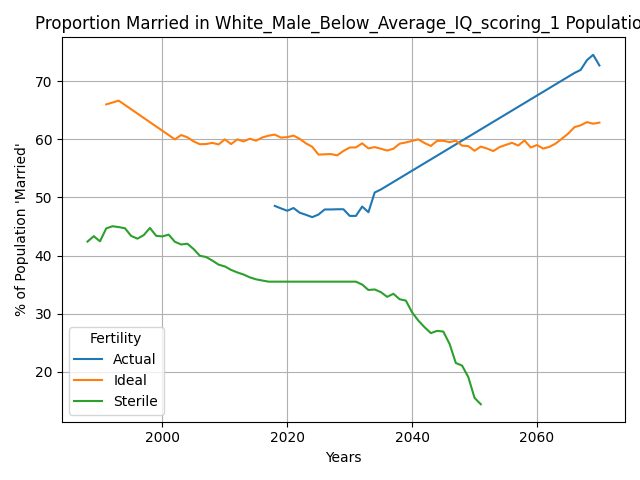 Proportion Married in White_Male_Below_Average_IQ_scoring_1 Populatio
% of Population 'Married'
70
60
50
40
30
20
Fertility
Actual
Ideal
Sterile
2000 2020 2040 2060
Years